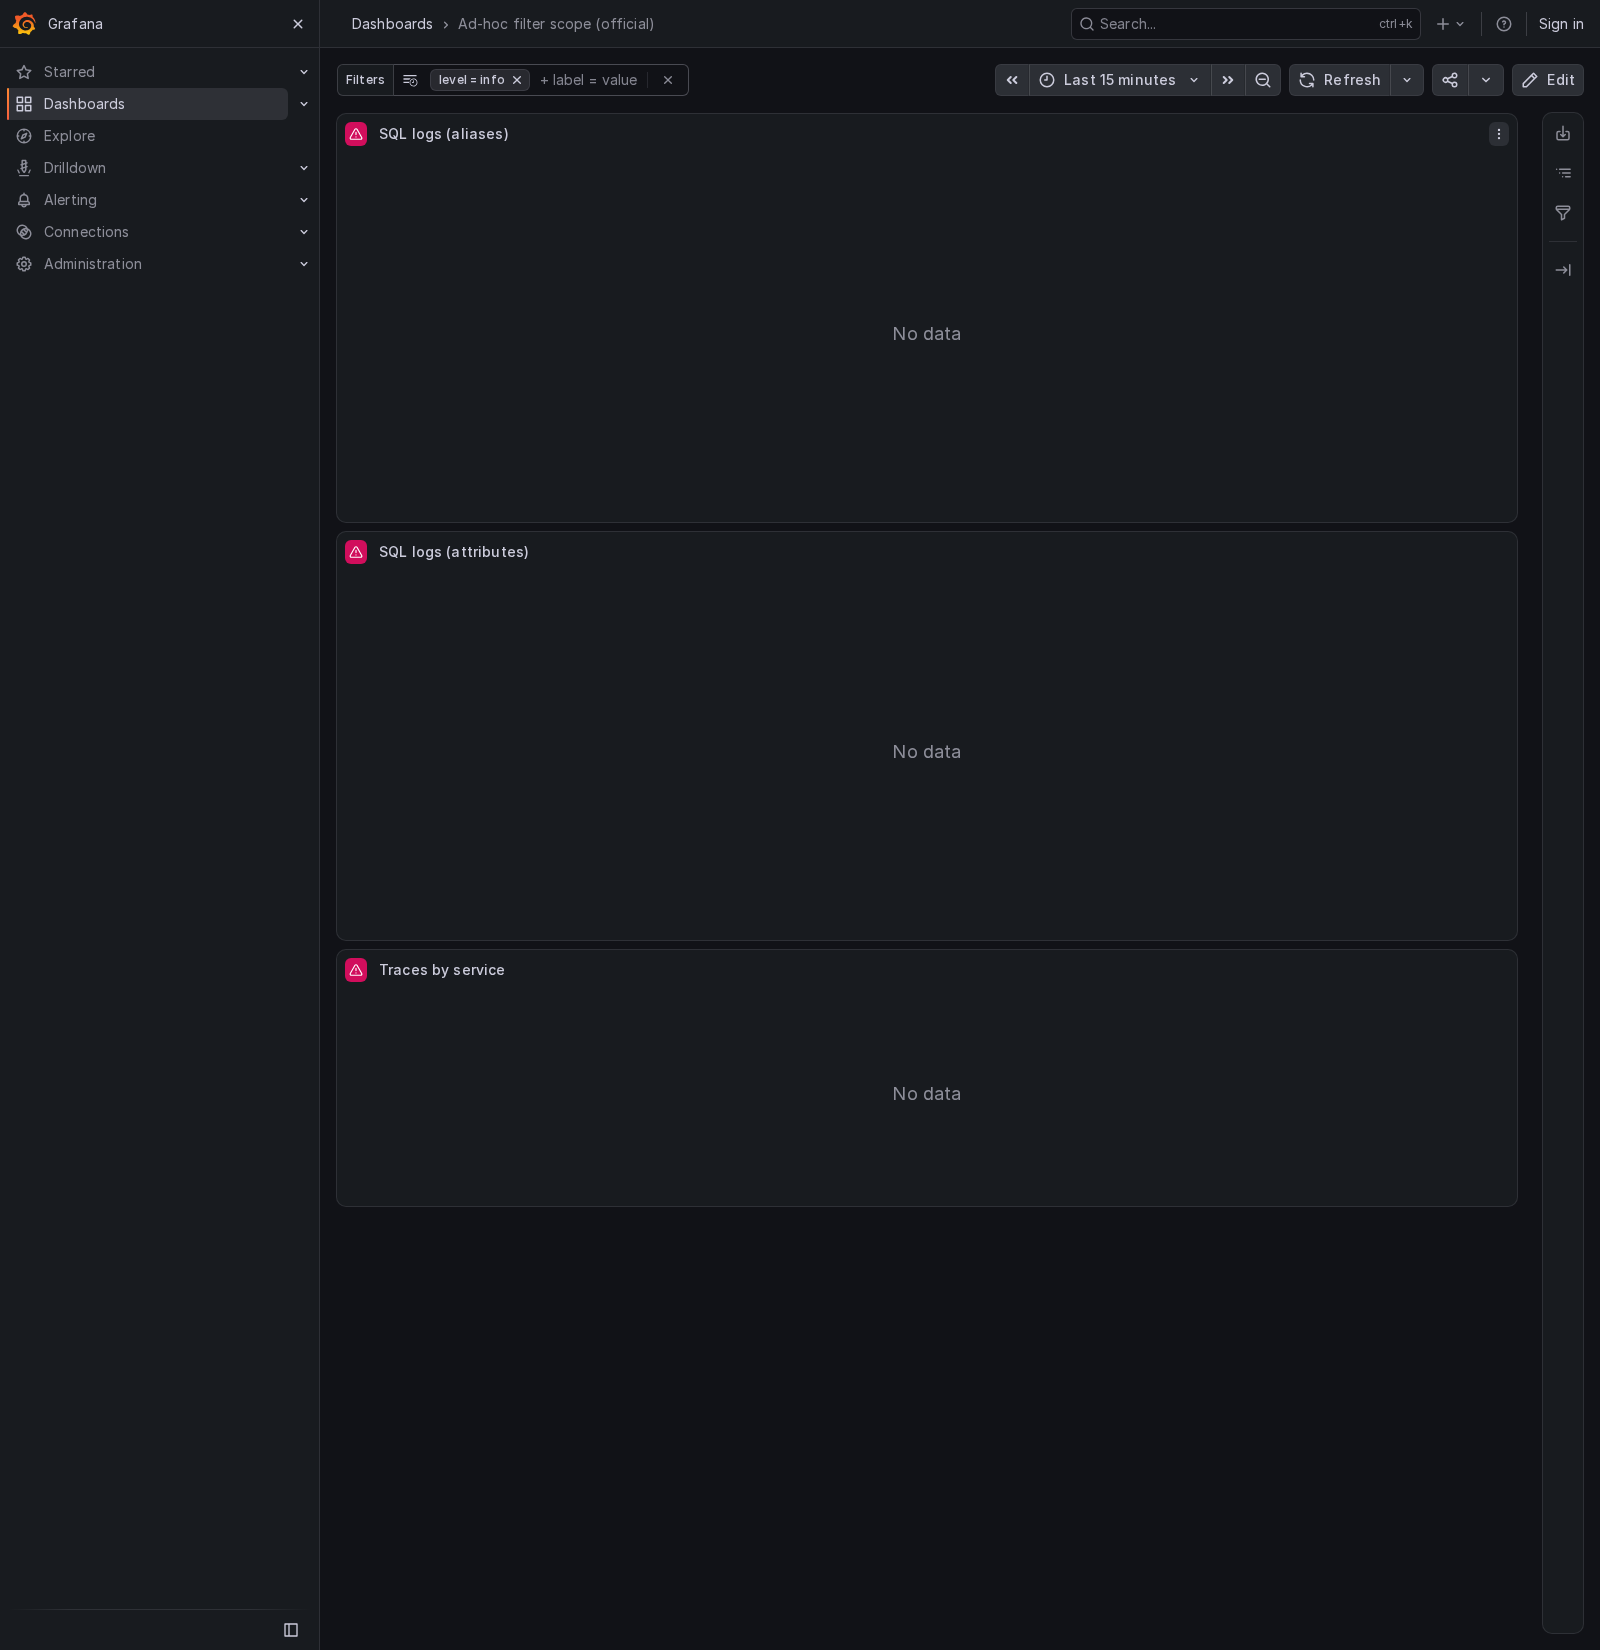 Grafana
Dashboards › Ad-hoc filter scope (official)
Search... ctrl+k
Sign in
Starred
Dashboards
Explore
Drilldown
Alerting
Connections
Administration
Filters level = info + label = value
Last 15 minutes
Refresh
Edit
SQL logs (aliases)
No data
SQL logs (attributes)
No data
Traces by service
No data